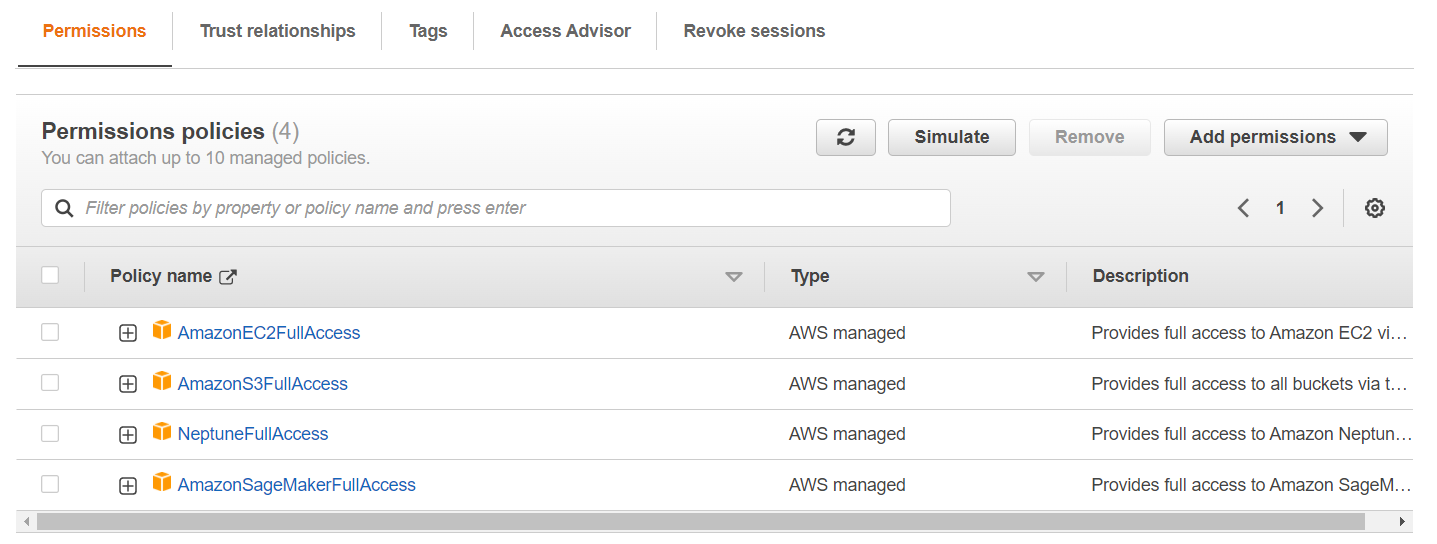 Permissions Trust relationships Tags Access Advisor Revoke sessions
Permissions policies (4)
You can attach up to 10 managed policies.
Simulate Remove Add permissions
Filter policies by property or policy name and press enter
1
Policy name Type Description
AmazonEC2FullAccess AWS managed Provides full access to Amazon EC2 vi…
AmazonS3FullAccess AWS managed Provides full access to all buckets via t…
NeptuneFullAccess AWS managed Provides full access to Amazon Neptun…
AmazonSageMakerFullAccess AWS managed Provides full access to Amazon SageM…